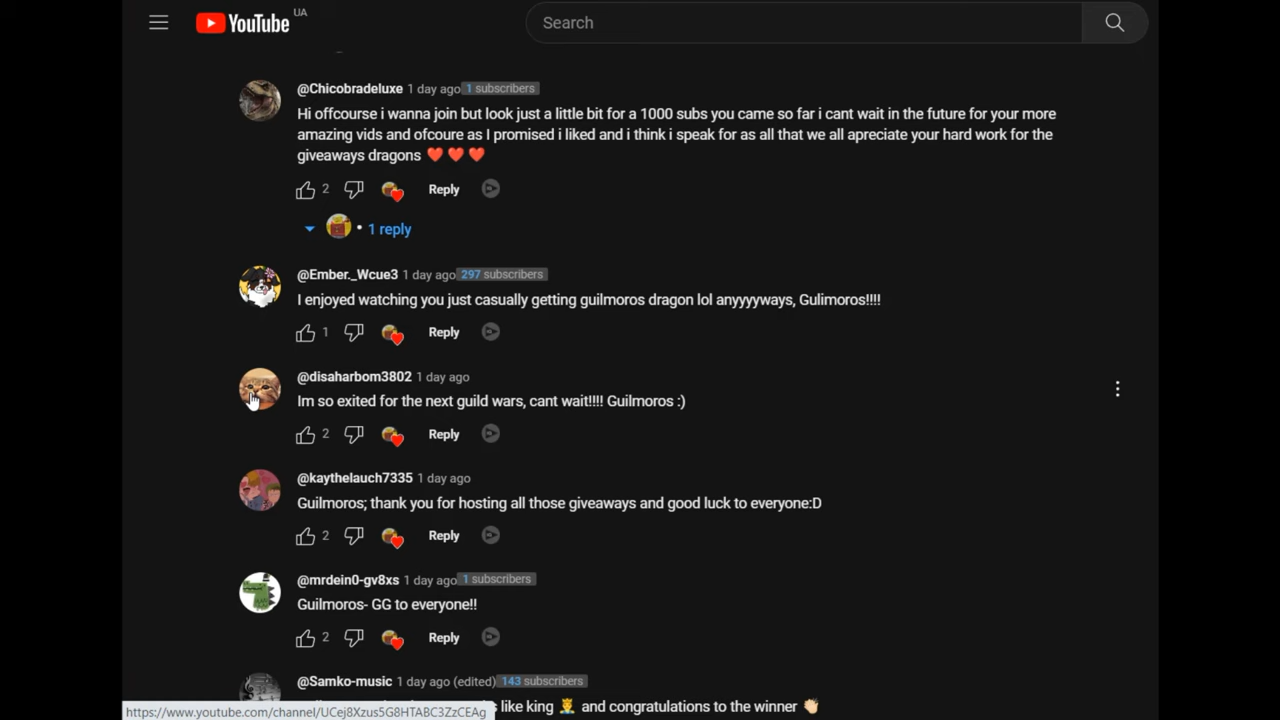 YouTube UA
Search
@Chicobradeluxe 1 day ago 1 subscribers
Hi offcourse i wanna join but look just a little bit for a 1000 subs you came so far i cant wait in the future for your more
amazing vids and ofcoure as I promised i liked and i think i speak for as all that we all apreciate your hard work for the
giveaways dragons ❤️ ❤️ ❤️
2 Reply
• 1 reply
@Ember._Wcue3 1 day ago 297 subscribers
I enjoyed watching you just casually getting guilmoros dragon lol anyyyyways, Gulimoros!!!!
1 Reply
@disaharbom3802 1 day ago
Im so exited for the next guild wars, cant wait!!!! Guilmoros :)
2 Reply
@kaythelauch7335 1 day ago
Guilmoros; thank you for hosting all those giveaways and good luck to everyone:D
2 Reply
@mrdein0-gv8xs 1 day ago 1 subscribers
Guilmoros- GG to everyone!!
2 Reply
@Samko-music 1 day ago (edited) 143 subscribers
like king 🤴 and congratulations to the winner 👏🏻
https://www.youtube.com/channel/UCej8Xzus5G8HTABC3ZzCEAg